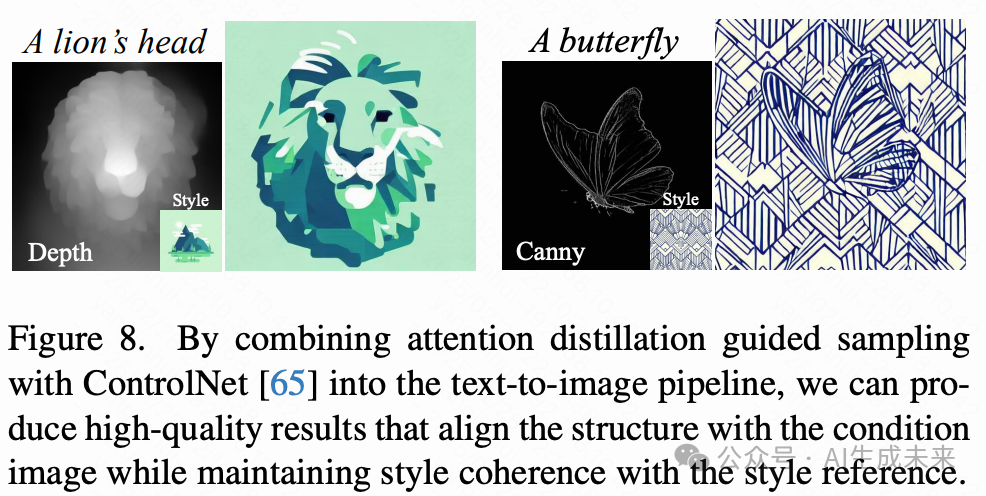 A lion's head
A butterfly
Style
Depth
Style
Canny
Figure 8. By combining attention distillation guided sampling
with ControlNet [65] into the text-to-image pipeline, we can pro-
duce high-quality results that align the structure with the condition
image while maintaining style coherence with the style reference.
公众号 · AI生成未来